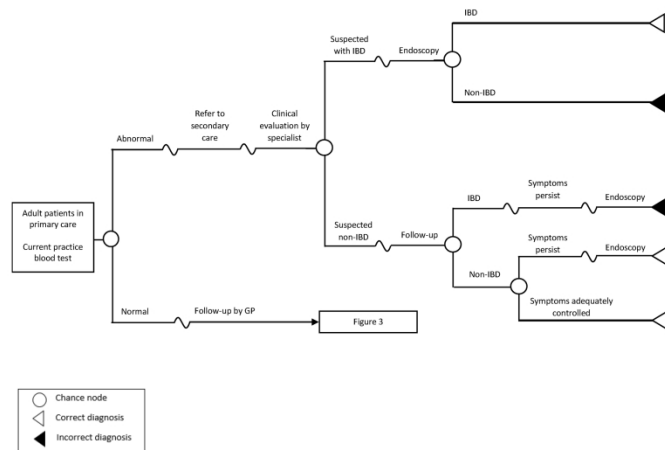 IBD
Suspected
with IBD
Endoscopy
Non-IBD
Refer to
secondary
care
Clinical
evaluation by
specialist
Abnormal
IBD
Symptoms
persist
Endoscopy
Adult patients in
primary care
Current practice
blood test
Suspected
non-IBD
Follow-up
Symptoms
persist
Endoscopy
Non-IBD
Symptoms adequately
controlled
Normal
Follow-up by GP
Figure 3
Chance node
Correct diagnosis
Incorrect diagnosis